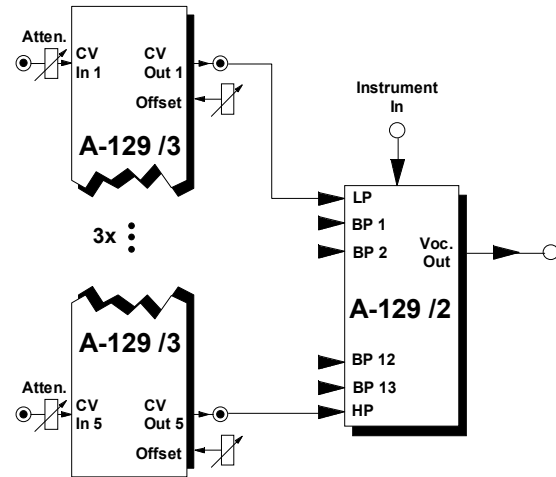 Atten.
CV
In 1
CV
Out 1
Offset
A-129 /3
3x
A-129 /3
Atten.
CV
In 5
CV
Out 5
Offset
Instrument
In
LP
BP 1
BP 2
Voc.
Out
A-129 /2
BP 12
BP 13
HP